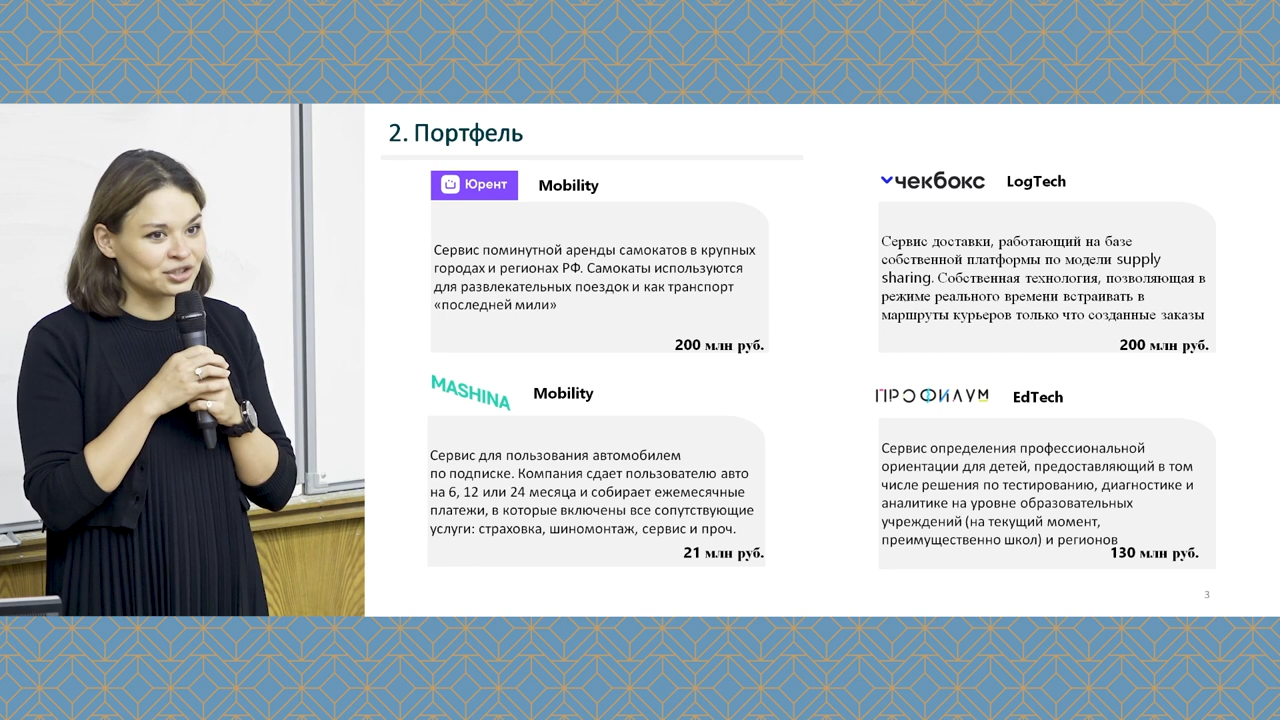 2. Портфель
Юрент
Mobility
Сервис поминутной аренды самокатов в крупных
городах и регионах РФ. Самокаты используются
для развлекательных поездок и как транспорт
«последней мили»
200 млн руб.
чекбокс
LogTech
Сервис доставки, работающий на базе
собственной платформы по модели supply
sharing. Собственная технология, позволяющая в
режиме реального времени встраивать в
маршруты курьеров только что созданные заказы
200 млн руб.
MASHINA
Mobility
Сервис для пользования автомобилем
по подписке. Компания сдает пользователю авто
на 6, 12 или 24 месяца и собирает ежемесячные
платежи, в которые включены все сопутствующие
услуги: страховка, шиномонтаж, сервис и проч.
21 млн руб.
ПРОФИЛУМ
EdTech
Сервис определения профессиональной
ориентации для детей, предоставляющий в том
числе решения по тестированию, диагностике и
аналитике на уровне образовательных
учреждений (на текущий момент,
преимущественно школ) и регионов
130 млн руб.
3